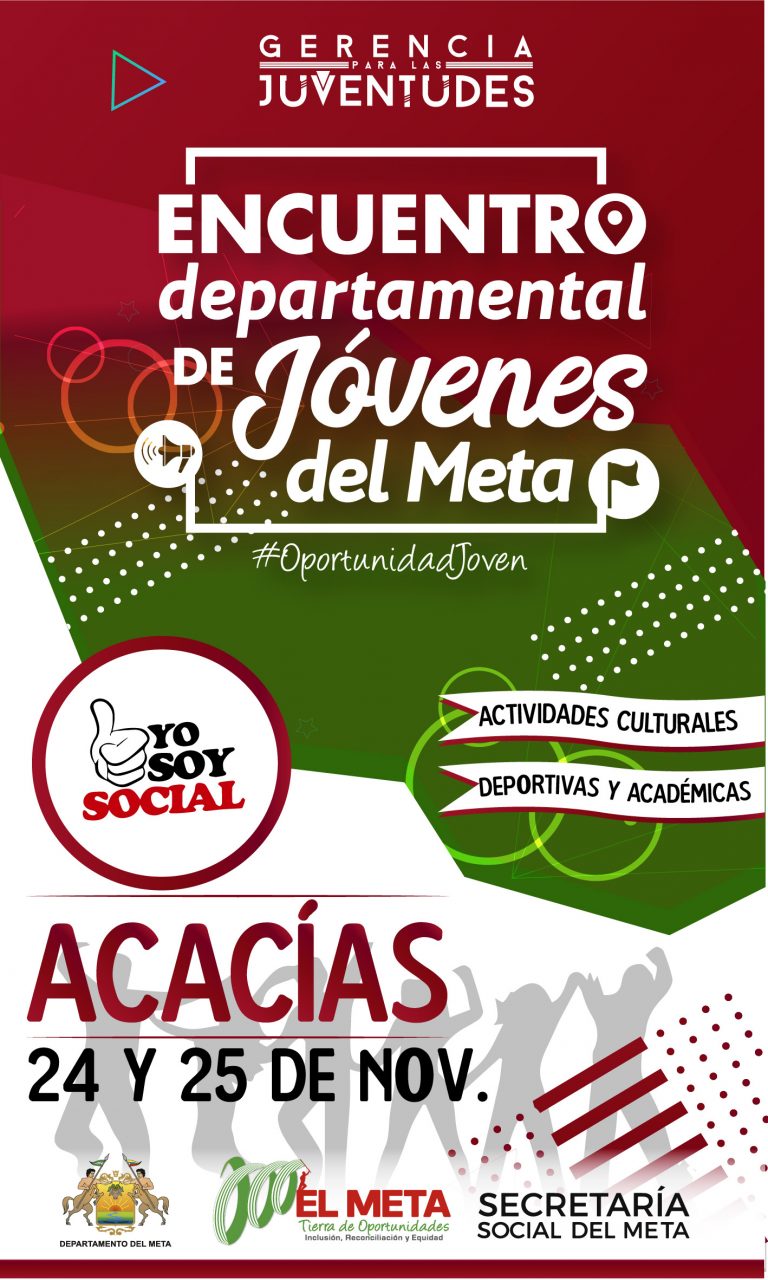 GERENCIA
PARA LAS
JUVENTUDES
ENCUENTRO
departamental
DE Jóvenes
del Meta
#OportunidadJoven
YO
SOY
SOCIAL
ACTIVIDADES CULTURALES
DEPORTIVAS Y ACADÉMICAS
ACACÍAS
24 Y 25 DE NOV.
DEPARTAMENTO DEL META
EL META
Tierra de Oportunidades
Inclusión, Reconciliación y Equidad
SECRETARÍA
SOCIAL DEL META